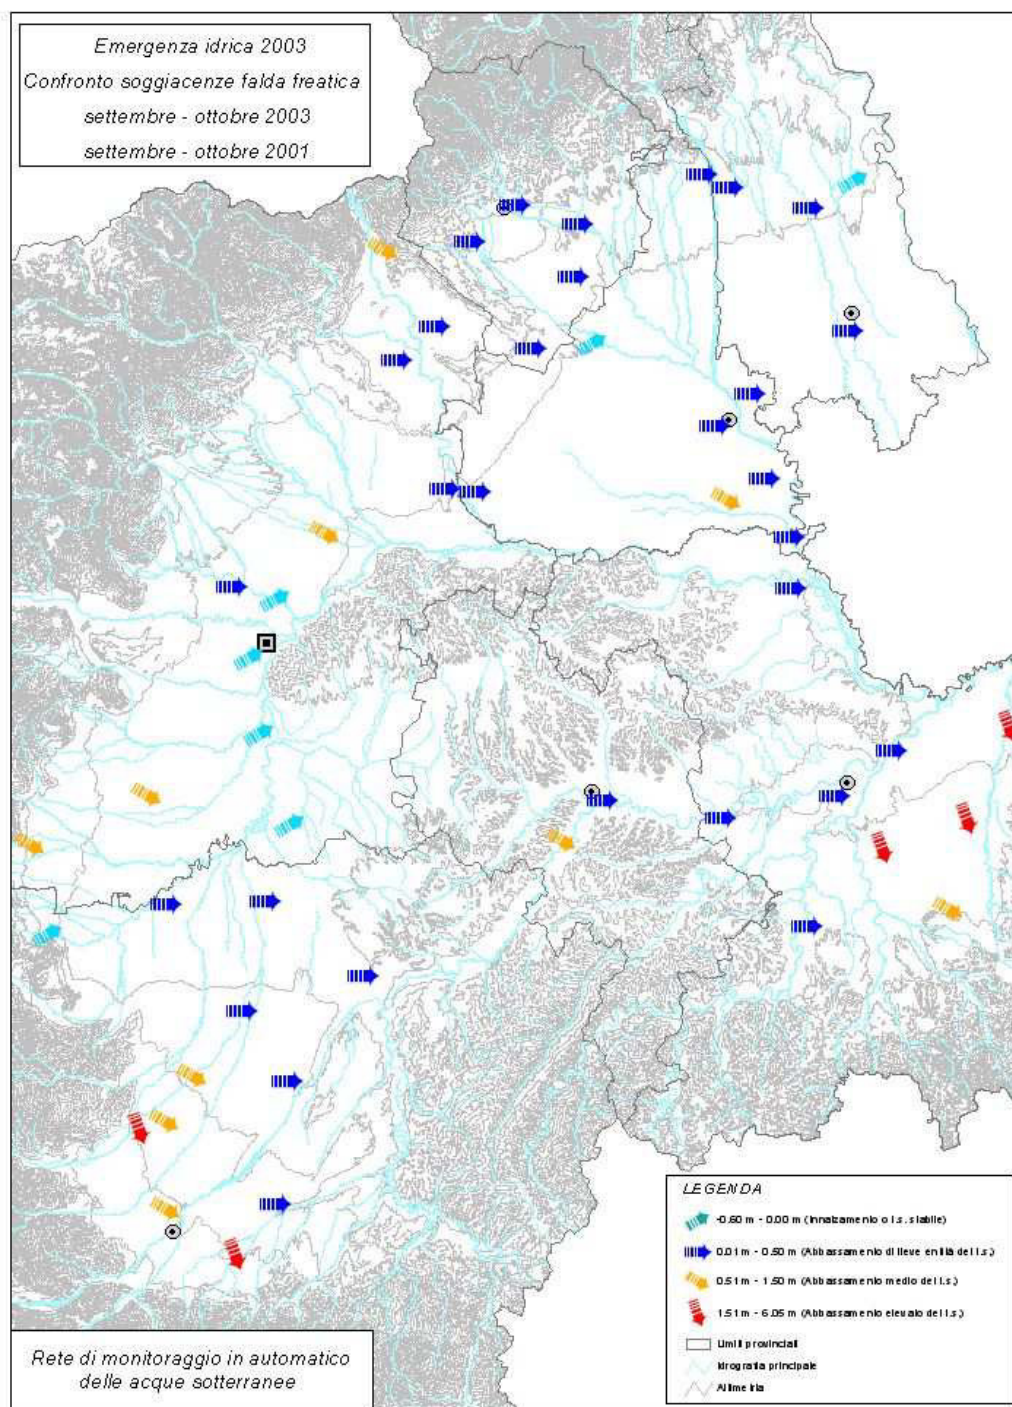 Emergenza idrica 2003
Confronto soggiacenze falda freatica
settembre - ottobre 2003
settembre - ottobre 2001
LEGENDA
-0.60 m - 0.00 m (Innalzamento o l.s. stabile)
0.01 m - 0.50 m (Abbassamento di lieve entità del l.s.)
0.51 m - 1.50 m (Abbassamento medio del l.s.)
1.51 m - 6.05 m (Abbassamento elevato del l.s.)
Limiti provinciali
Idrografia principale
Altimetria
Rete di monitoraggio in automatico
delle acque sotterranee